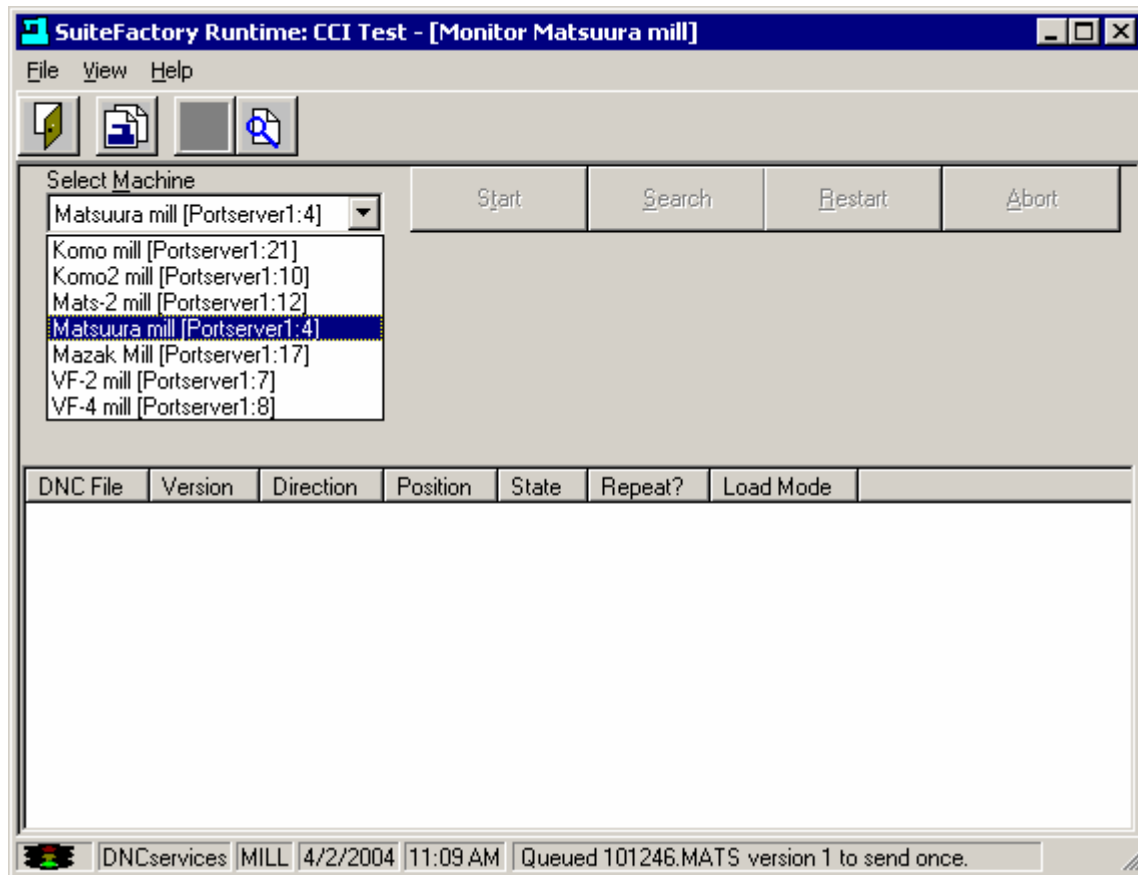 SuiteFactory Runtime: CCI Test - [Monitor Matsuura mill]
File View Help
Select Machine
Matsuura mill [Portserver1:4]
Start Search Restart Abort
Komo mill [Portserver1:21]
Komo2 mill [Portserver1:10]
Mats-2 mill [Portserver1:12]
Matsuura mill [Portserver1:4]
Mazak Mill [Portserver1:17]
VF-2 mill [Portserver1:7]
VF-4 mill [Portserver1:8]
DNC File Version Direction Position State Repeat? Load Mode
DNCservices MILL 4/2/2004 11:09 AM Queued 101246.MATS version 1 to send once.